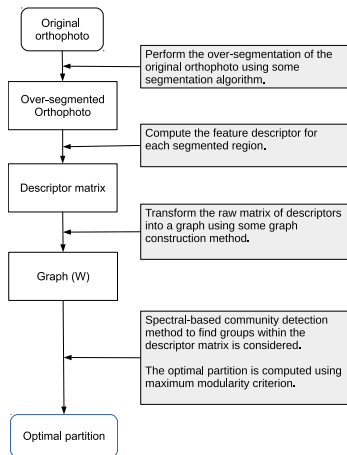 Original
orthophoto
Perform the over-segmentation of the
original orthophoto using some
segmentation algorithm.
Over-segmented
Orthophoto
Compute the feature descriptor for
each segmented region.
Descriptor matrix
Transform the raw matrix of descriptors
into a graph using some graph
construction method.
Graph (W)
Spectral-based community detection
method to find groups within the
descriptor matrix is considered.
The optimal partition is computed using
maximum modularity criterion.
Optimal partition